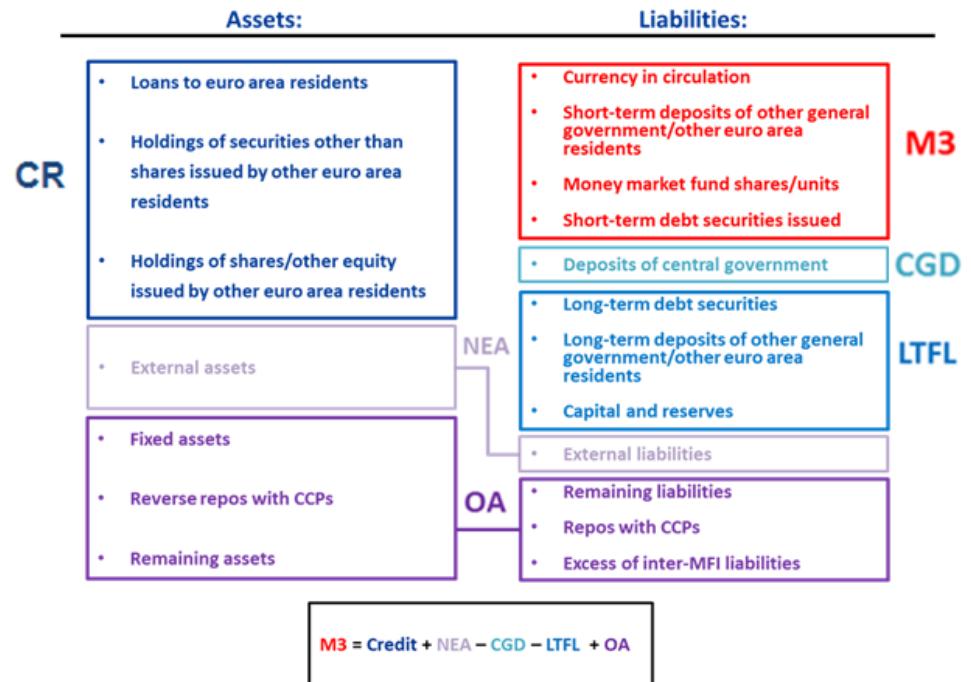 Assets:
Liabilities:
CR
• Loans to euro area residents
• Holdings of securities other than
shares issued by other euro area
residents
• Holdings of shares/other equity
issued by other euro area residents
NEA
• External assets
OA
• Fixed assets
• Reverse repos with CCPs
• Remaining assets
• Currency in circulation
• Short-term deposits of other general
government/other euro area
residents
• Money market fund shares/units
• Short-term debt securities issued
M3
• Deposits of central government
CGD
• Long-term debt securities
• Long-term deposits of other general
government/other euro area
residents
• Capital and reserves
LTFL
• External liabilities
• Remaining liabilities
• Repos with CCPs
• Excess of inter-MFI liabilities
M3 = Credit + NEA – CGD – LTFL + OA